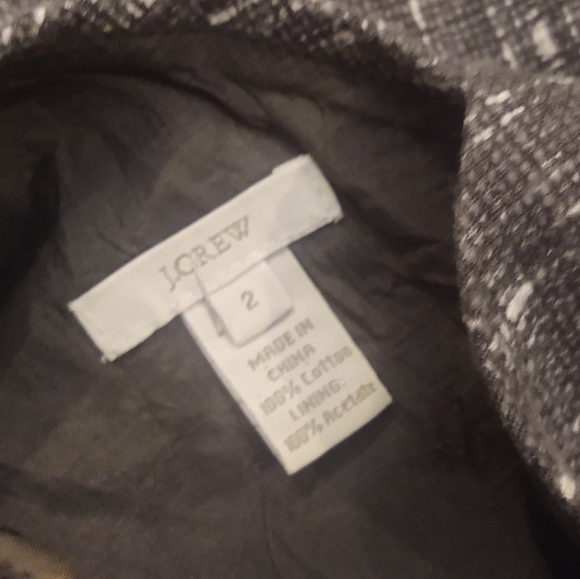 J.CREW
2
MADE IN
CHINA
100% Cotton
LINING:
100% Acetate